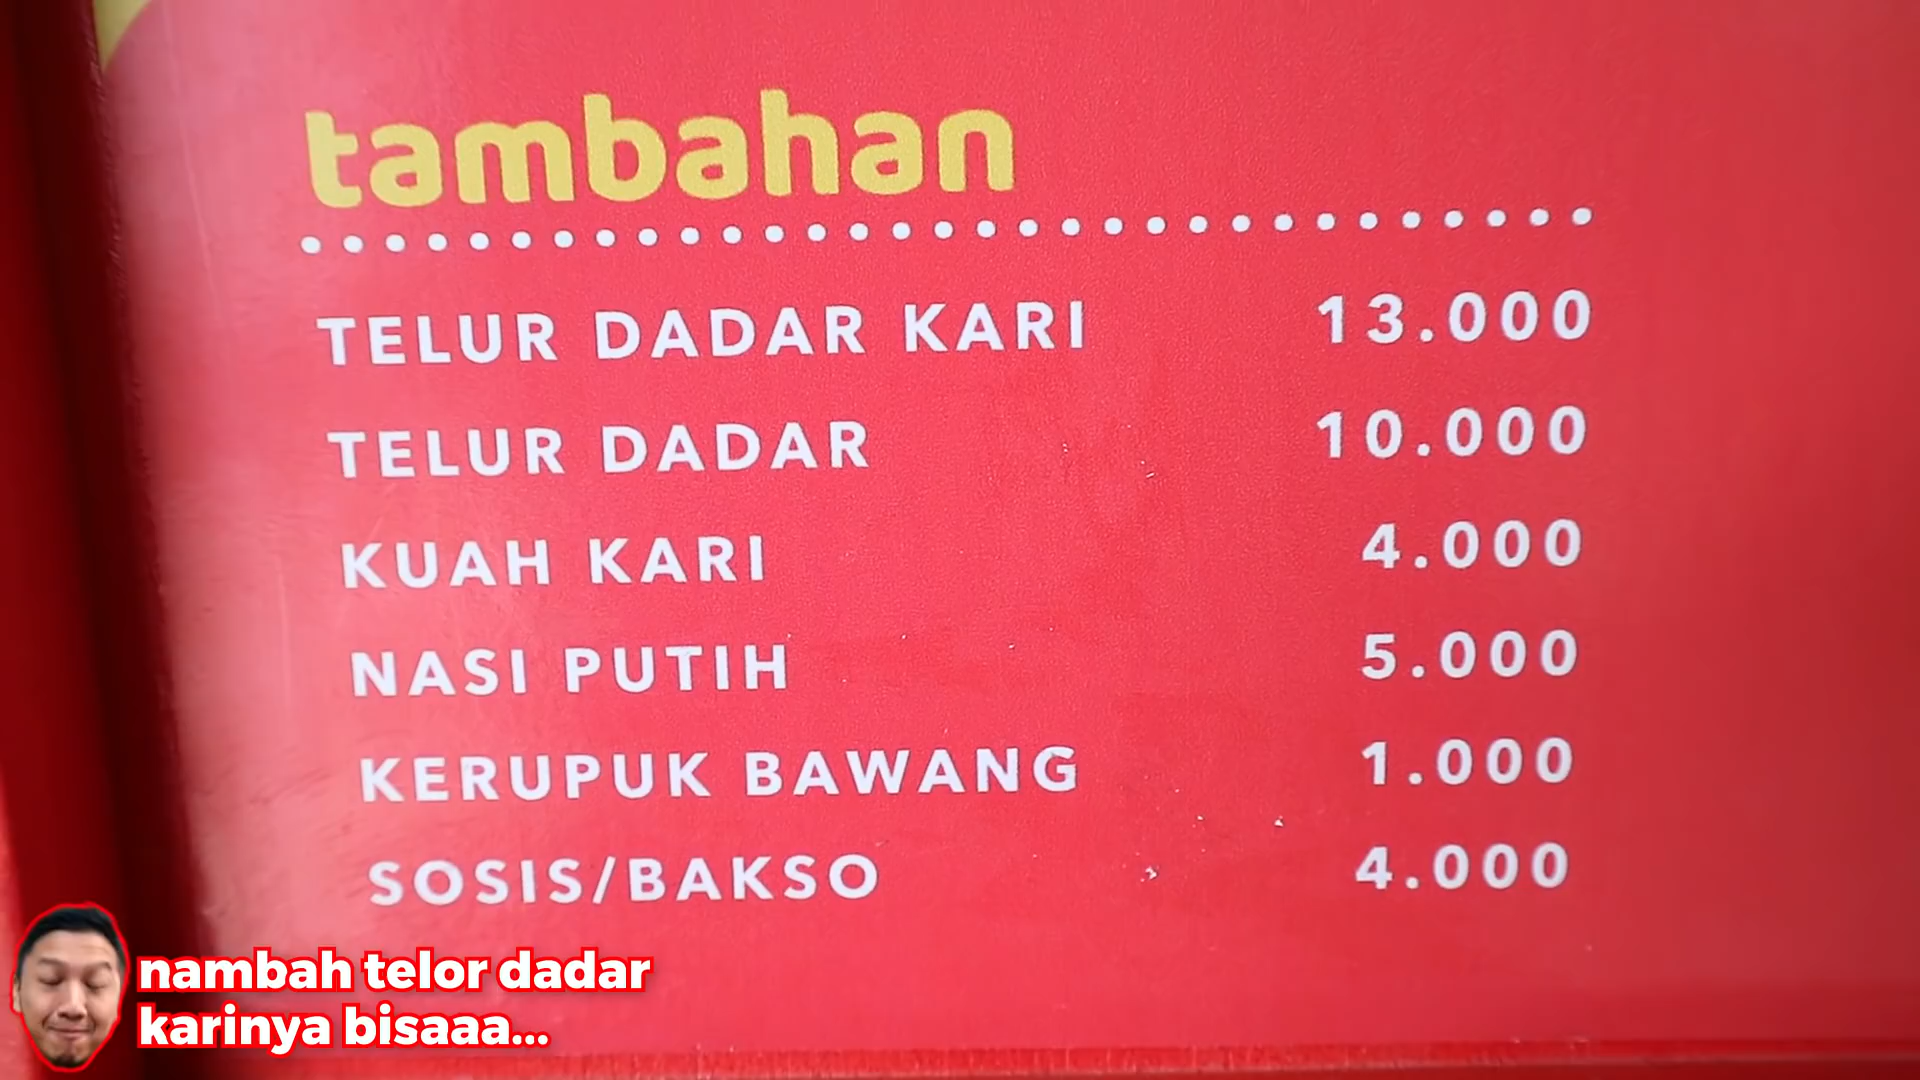 tambahan
TELUR DADAR KARI 13.000
TELUR DADAR 10.000
KUAH KARI 4.000
NASI PUTIH 5.000
KERUPUK BAWANG 1.000
SOSIS/BAKSO 4.000
nambah telor dadar
karinya bisaaa...